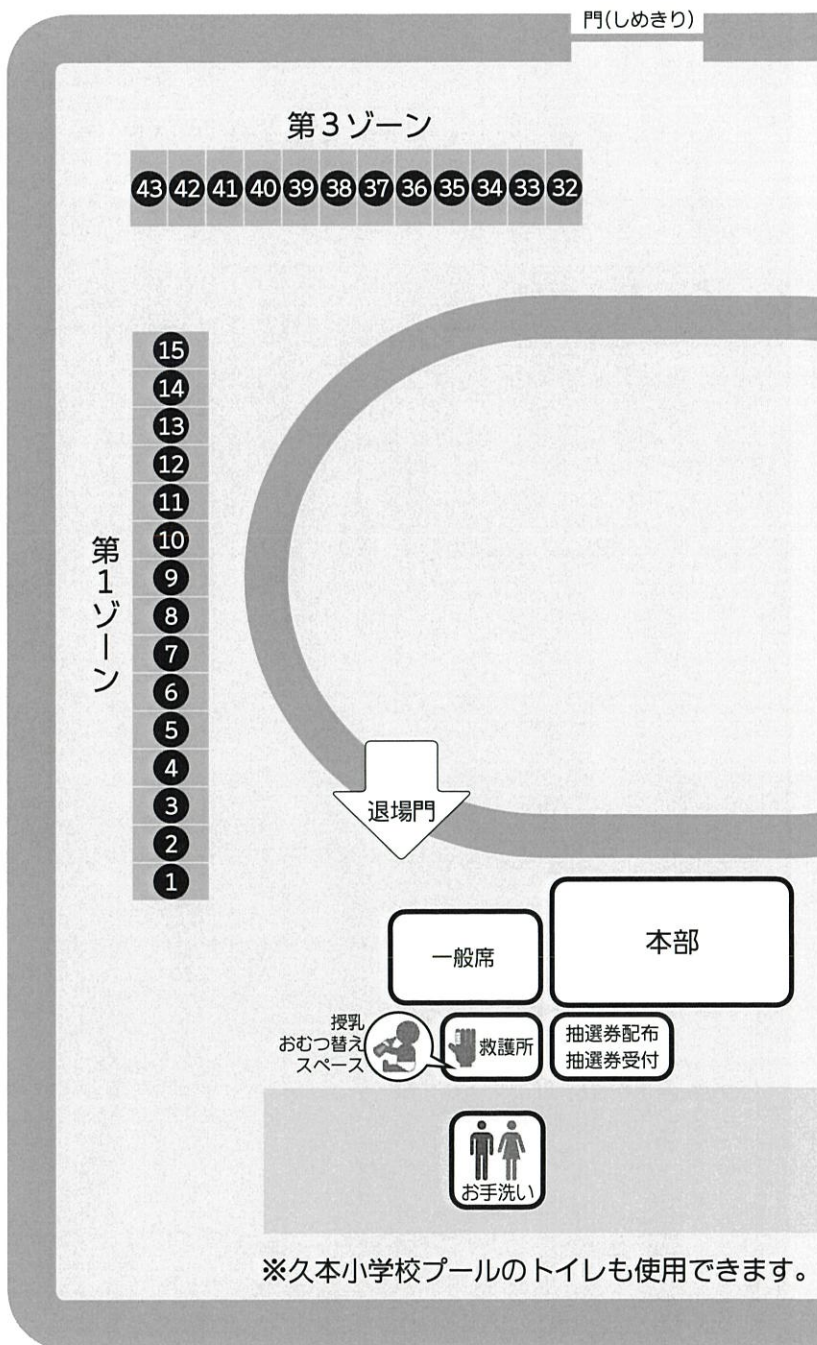 門(しめきり)
第3ゾーン
43 42 41 40 39 38 37 36 35 34 33 32
15
14
13
12
11
10
9
8
7
6
5
4
3
2
1
第1ゾーン
退場門
一般席
本部
授乳
おむつ替え
スペース
救護所
抽選券配布
抽選券受付
お手洗い
※久本小学校プールのトイレも使用できます。